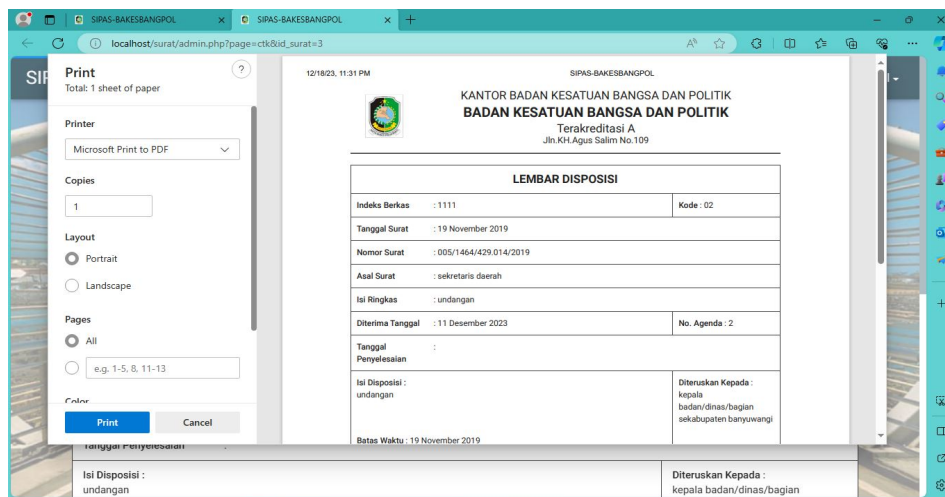 SIPAS-BAKESBANGPOL
SIPAS-BAKESBANGPOL
localhost/surat/admin.php?page=ctk&id_surat=3
Print
Total: 1 sheet of paper
?
Printer
Microsoft Print to PDF
Copies
1
Layout
Portrait
Landscape
Pages
All
e.g. 1-5, 8, 11-13
Color
Print Cancel
12/18/23, 11:31 PM SIPAS-BAKESBANGPOL
KANTOR BADAN KESATUAN BANGSA DAN POLITIK
BADAN KESATUAN BANGSA DAN POLITIK
Terakreditasi A
Jln.KH.Agus Salim No.109
LEMBAR DISPOSISI
Indeks Berkas : 1111 Kode : 02
Tanggal Surat : 19 November 2019
Nomor Surat : 005/1464/429.014/2019
Asal Surat : sekretaris daerah
Isi Ringkas : undangan
Diterima Tanggal : 11 Desember 2023 No. Agenda : 2
Tanggal :
Penyelesaian
Isi Disposisi :
undangan
Batas Waktu : 19 November 2019
Diteruskan Kepada :
kepala
badan/dinas/bagian
sekabupaten banyuwangi
Tanggal Penyelesaian :
Isi Disposisi :
undangan
Diteruskan Kepada :
kepala badan/dinas/bagian